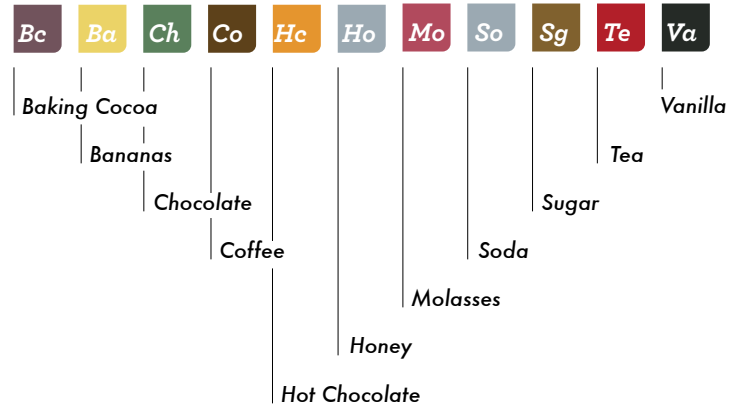 Bc Ba Ch Co Hc Ho Mo So Sg Te Va
Baking Cocoa
Vanilla
Bananas
Tea
Chocolate
Sugar
Coffee
Soda
Molasses
Honey
Hot Chocolate